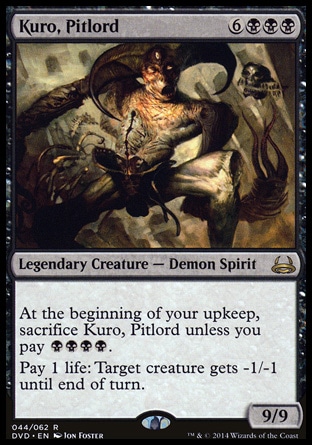 Kuro, Pitlord 6
Legendary Creature — Demon Spirit
At the beginning of your upkeep,
sacrifice Kuro, Pitlord unless you
pay .
Pay 1 life: Target creature gets -1/-1
until end of turn.
044/062 R
DVD • EN Jon Foster
™ & © 2014 Wizards of the Coast
9/9